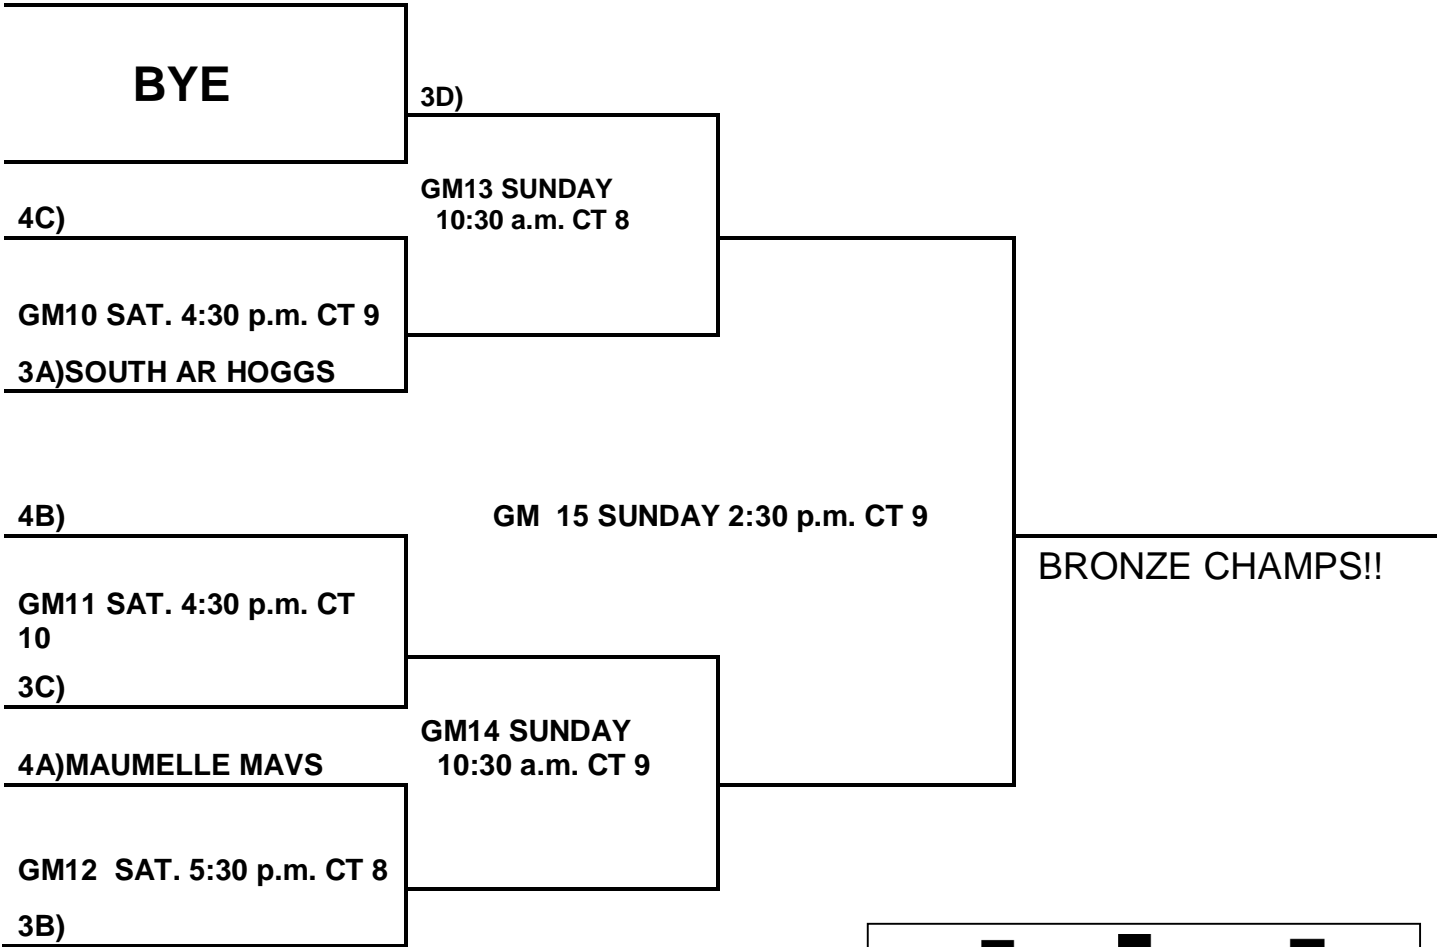 BYE
3D)
GM13 SUNDAY
10:30 a.m. CT 8
4C)
GM10 SAT. 4:30 p.m. CT 9
3A)SOUTH AR HOGGS
4B)
GM 15 SUNDAY 2:30 p.m. CT 9
BRONZE CHAMPS!!
GM11 SAT. 4:30 p.m. CT
10
3C)
GM14 SUNDAY
10:30 a.m. CT 9
4A)MAUMELLE MAVS
GM12 SAT. 5:30 p.m. CT 8
3B)